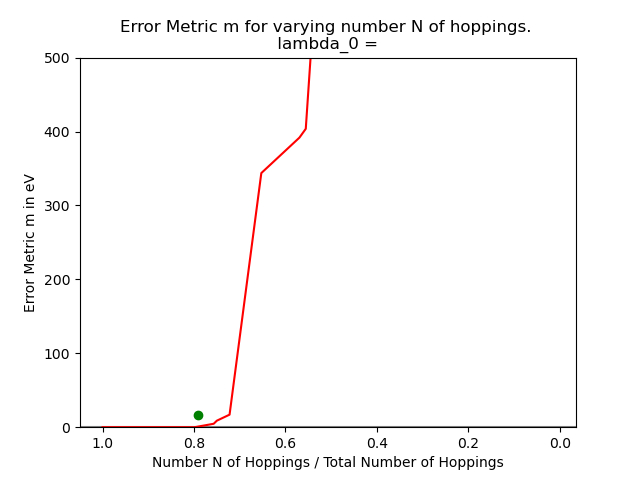 Error Metric m for varying number N of hoppings.
lambda_0 =
500
400
300
200
100
0
Error Metric m in eV
1.0 0.8 0.6 0.4 0.2 0.0
Number N of Hoppings / Total Number of Hoppings